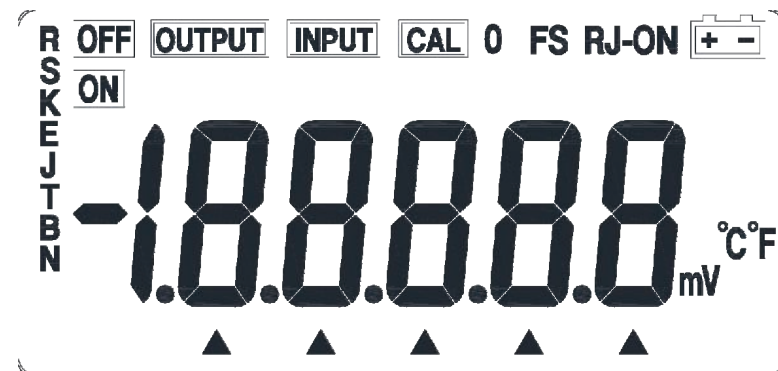 R OFF OUTPUT INPUT CAL 0 FS RJ-ON + -
S
K ON
E
J
T
B
N
-1.8.8.8.8.8
mV °C°F